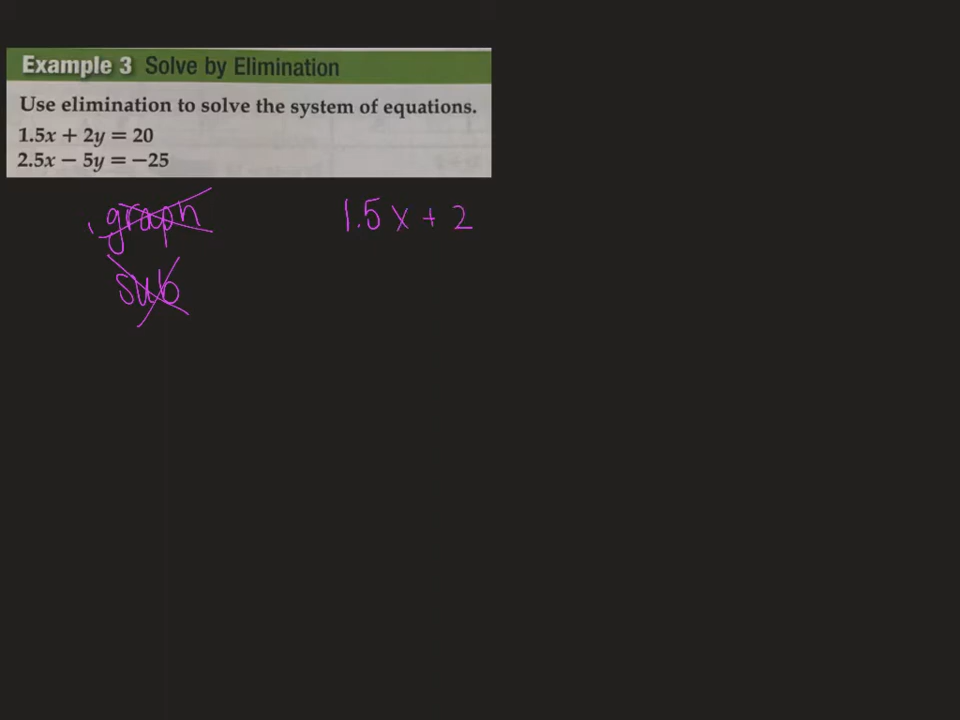 Example 3 Solve by Elimination
Use elimination to solve the system of equations.
1.5x + 2y = 20
2.5x − 5y = −25
graph
1.5x + 2
sub